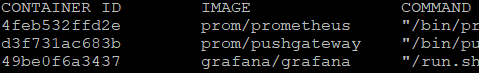 CONTAINER ID IMAGE COMMAND
4feb532ffd2e prom/prometheus "/bin/pr
d3f731ac683b prom/pushgateway "/bin/pu
49be0f6a3437 grafana/grafana "/run.sh